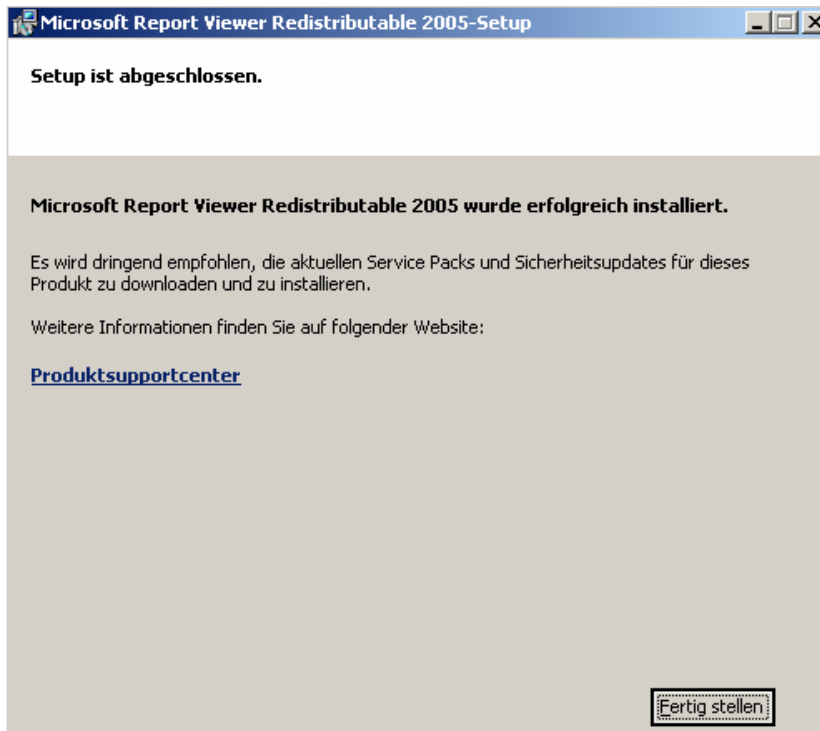 Microsoft Report Viewer Redistributable 2005-Setup
Setup ist abgeschlossen.
Microsoft Report Viewer Redistributable 2005 wurde erfolgreich installiert.
Es wird dringend empfohlen, die aktuellen Service Packs und Sicherheitsupdates für dieses
Produkt zu downloaden und zu installieren.
Weitere Informationen finden Sie auf folgender Website:
Produktsupportcenter
Fertig stellen